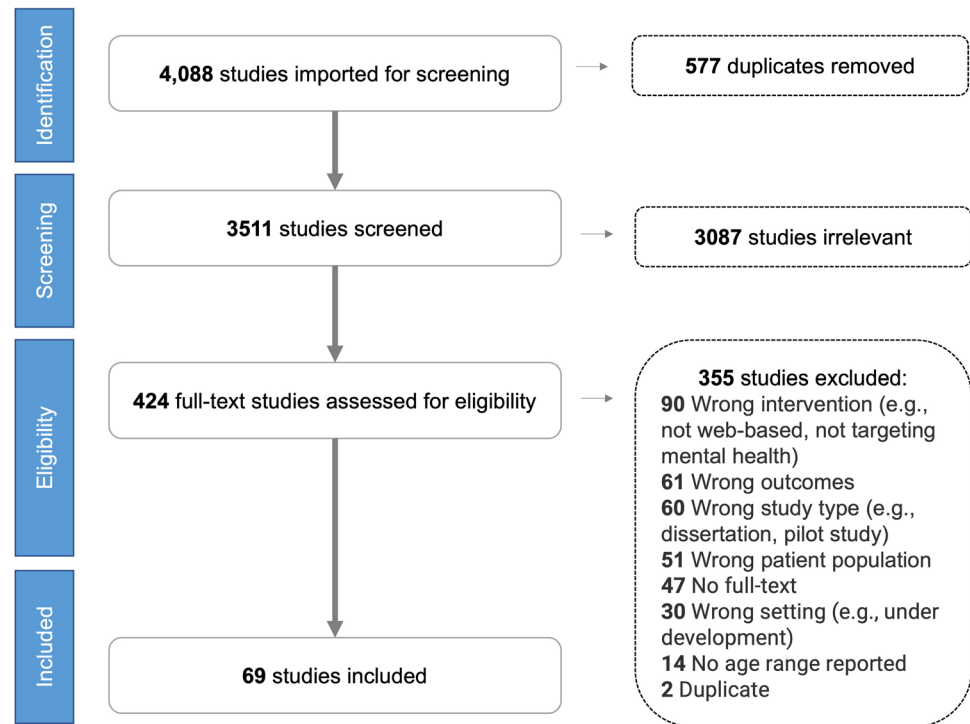 Identification
4,088 studies imported for screening
577 duplicates removed
Screening
3511 studies screened
3087 studies irrelevant
Eligibility
424 full-text studies assessed for eligibility
355 studies excluded:
90 Wrong intervention (e.g.,
not web-based, not targeting
mental health)
61 Wrong outcomes
60 Wrong study type (e.g.,
dissertation, pilot study)
51 Wrong patient population
47 No full-text
30 Wrong setting (e.g., under
development)
14 No age range reported
2 Duplicate
Included
69 studies included